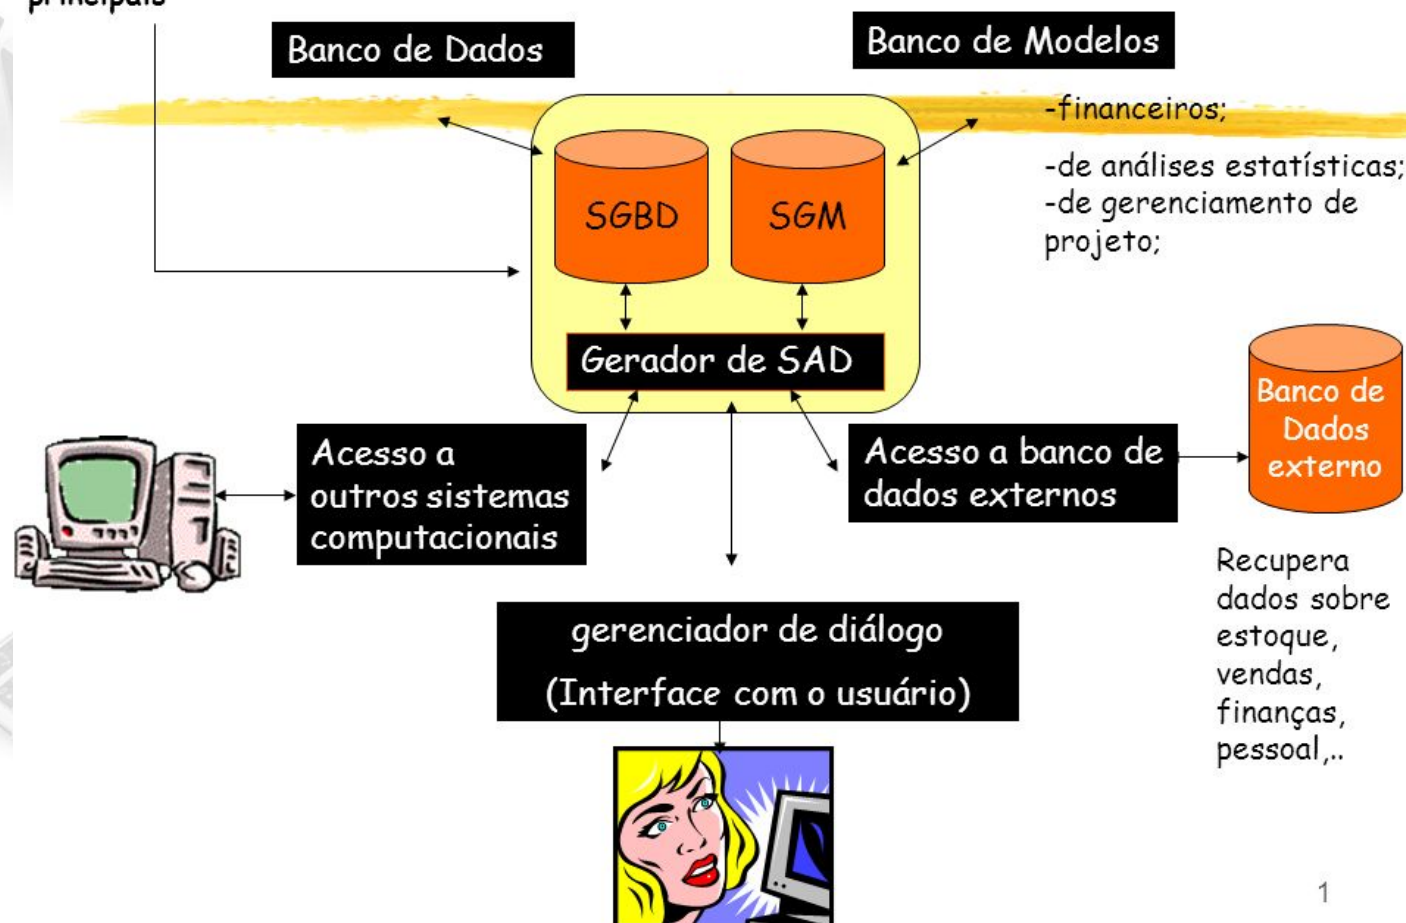 principais
Banco de Dados
Banco de Modelos
-financeiros;
-de análises estatísticas;
-de gerenciamento de
projeto;
SGBD
SGM
Gerador de SAD
Acesso a
outros sistemas
computacionais
Acesso a banco de
dados externos
Banco de
Dados
externo
Recupera
dados sobre
estoque,
vendas,
finanças,
pessoal,..
gerenciador de diálogo
(Interface com o usuário)
1